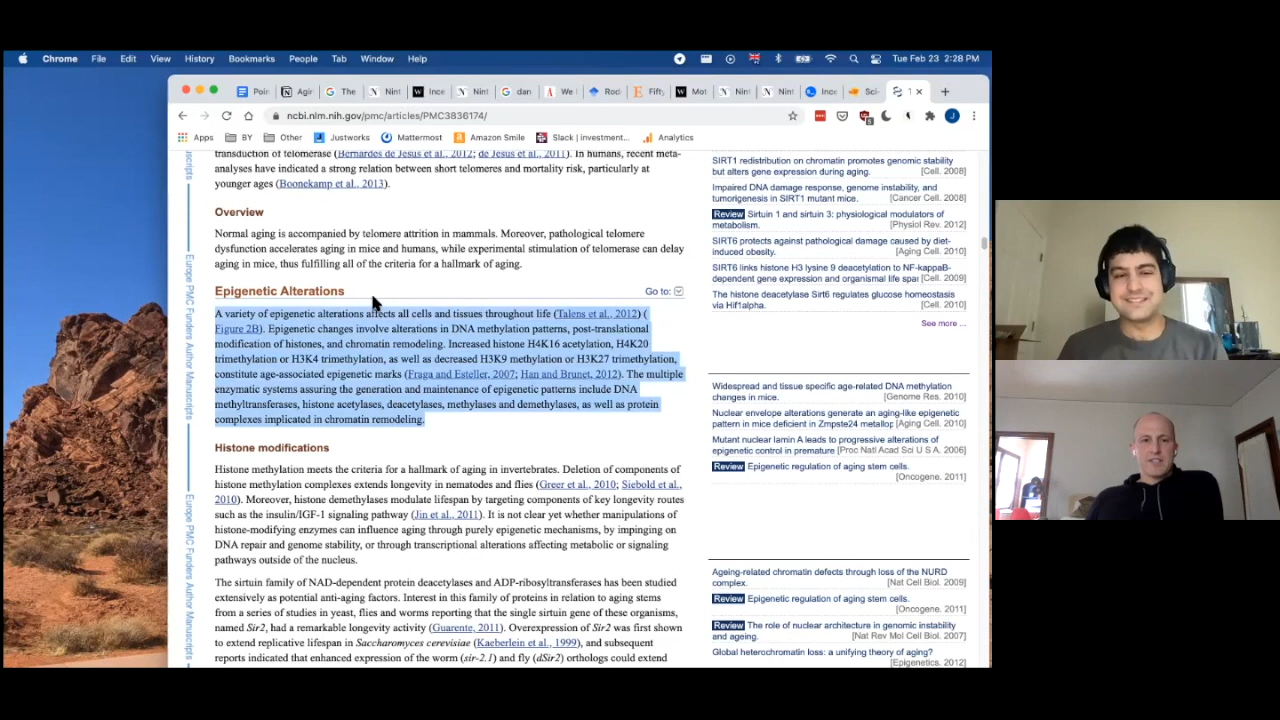 Chrome File Edit View History Bookmarks People Tab Window Help Tue Feb 23 2:28 PM
Poin Agin The Nint Ince Nint dan We l Rod Fift Mot Nint Nint Ince Sci-
ncbi.nlm.nih.gov/pmc/articles/PMC3836174/
Apps BY Other Justworks Mattermost Amazon Smile Slack | investment... Analytics
transduction of telomerase (Bernardes de Jesus et al., 2012; de Jesus et al., 2011). In humans, recent meta-
analyses have indicated a strong relation between short telomeres and mortality risk, particularly at
younger ages (Boonekamp et al., 2013).
Overview
Normal aging is accompanied by telomere attrition in mammals. Moreover, pathological telomere
dysfunction accelerates aging in mice and humans, while experimental stimulation of telomerase can delay
aging in mice, thus fulfilling all of the criteria for a hallmark of aging.
Epigenetic Alterations
Go to:
A variety of epigenetic alterations affects all cells and tissues throughout life (Talens et al., 2012) (
Figure 2B). Epigenetic changes involve alterations in DNA methylation patterns, post-translational
modification of histones, and chromatin remodeling. Increased histone H4K16 acetylation, H4K20
trimethylation or H3K4 trimethylation, as well as decreased H3K9 methylation or H3K27 trimethylation,
constitute age-associated epigenetic marks (Fraga and Esteller, 2007; Han and Brunet, 2012). The multiple
enzymatic systems assuring the generation and maintenance of epigenetic patterns include DNA
methyltransferases, histone acetylases, deacetylases, methylases and demethylases, as well as protein
complexes implicated in chromatin remodeling.
Histone modifications
Histone methylation meets the criteria for a hallmark of aging in invertebrates. Deletion of components of
histone methylation complexes extends longevity in nematodes and flies (Greer et al., 2010; Siebold et al.,
2010). Moreover, histone demethylases modulate lifespan by targeting components of key longevity routes
such as the insulin/IGF-1 signaling pathway (Jin et al., 2011). It is not clear yet whether manipulations of
histone-modifying enzymes can influence aging through purely epigenetic mechanisms, by impinging on
DNA repair and genome stability, or through transcriptional alterations affecting metabolic or signaling
pathways outside of the nucleus.
The sirtuin family of NAD-dependent protein deacetylases and ADP-ribosyltransferases has been studied
extensively as potential anti-aging factors. Interest in this family of proteins in relation to aging stems
from a series of studies in yeast, flies and worms reporting that the single sirtuin gene of these organisms,
named Sir2, had a remarkable longevity activity (Guarente, 2011). Overexpression of Sir2 was first shown
to extend replicative lifespan in Saccharomyces cerevisiae (Kaeberlein et al., 1999), and subsequent
reports indicated that enhanced expression of the worm (sir-2.1) and fly (dSir2) orthologs could extend
SIRT1 redistribution on chromatin promotes genomic stability
but alters gene expression during aging. [Cell. 2008]
Impaired DNA damage response, genome instability, and
tumorigenesis in SIRT1 mutant mice. [Cancer Cell. 2008]
Review Sirtuin 1 and sirtuin 3: physiological modulators of
metabolism. [Physiol Rev. 2012]
SIRT6 protects against pathological damage caused by diet-
induced obesity. [Aging Cell. 2010]
SIRT6 links histone H3 lysine 9 deacetylation to NF-kappaB-
dependent gene expression and organismal life spa [Cell. 2009]
The histone deacetylase Sirt6 regulates glucose homeostasis
via Hif1alpha. [Cell. 2010]
See more ...
Widespread and tissue specific age-related DNA methylation
changes in mice. [Genome Res. 2010]
Nuclear envelope alterations generate an aging-like epigenetic
pattern in mice deficient in Zmpste24 metallop [Aging Cell. 2010]
Mutant nuclear lamin A leads to progressive alterations of
epigenetic control in premature [Proc Natl Acad Sci U S A. 2006]
Review Epigenetic regulation of aging stem cells.
[Oncogene. 2011]
Ageing-related chromatin defects through loss of the NURD
complex. [Nat Cell Biol. 2009]
Review Epigenetic regulation of aging stem cells.
[Oncogene. 2011]
Review The role of nuclear architecture in genomic instability
and ageing. [Nat Rev Mol Cell Biol. 2007]
Global heterochromatin loss: a unifying theory of aging?
[Epigenetics. 2012]
uscripts
Europe PMC Funders Author Manuscripts
Europe PMC Funders Author Manuscripts